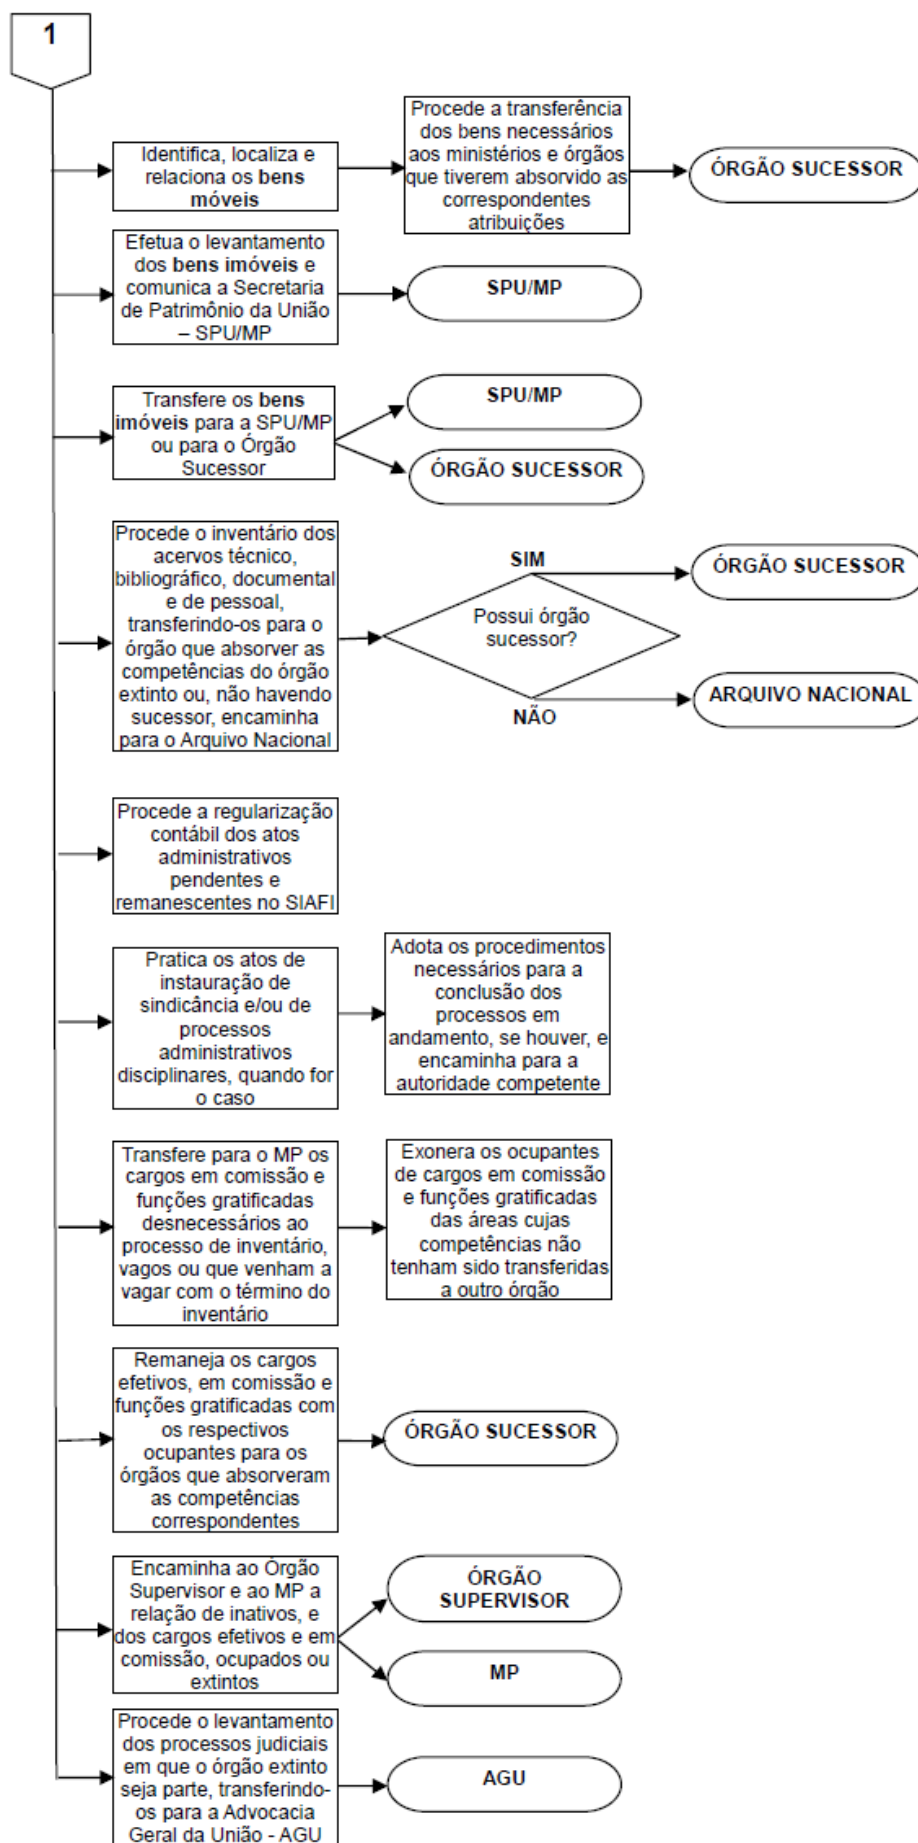 1
Identifica, localiza e
relaciona os bens
móveis
Procede a transferência
dos bens necessários
aos ministérios e órgãos
que tiverem absorvido as
correspondentes
atribuições
ÓRGÃO SUCESSOR
Efetua o levantamento
dos bens imóveis e
comunica a Secretaria
de Patrimônio da União
– SPU/MP
SPU/MP
Transfere os bens
imóveis para a SPU/MP
ou para o Órgão
Sucessor
SPU/MP
ÓRGÃO SUCESSOR
Procede o inventário dos
acervos técnico,
bibliográfico, documental
e de pessoal,
transferindo-os para o
órgão que absorver as
competências do órgão
extinto ou, não havendo
sucessor, encaminha
para o Arquivo Nacional
Possui órgão
sucessor?
SIM
ÓRGÃO SUCESSOR
NÃO
ARQUIVO NACIONAL
Procede a regularização
contábil dos atos
administrativos
pendentes e
remanescentes no SIAFI
Pratica os atos de
instauração de
sindicância e/ou de
processos
administrativos
disciplinares, quando for
o caso
Adota os procedimentos
necessários para a
conclusão dos
processos em
andamento, se houver, e
encaminha para a
autoridade competente
Transfere para o MP os
cargos em comissão e
funções gratificadas
desnecessários ao
processo de inventário,
vagos ou que venham a
vagar com o término do
inventário
Exonera os ocupantes
de cargos em comissão
e funções gratificadas
das áreas cujas
competências não
tenham sido transferidas
a outro órgão
Remaneja os cargos
efetivos, em comissão e
funções gratificadas com
os respectivos
ocupantes para os
órgãos que absorveram
as competências
correspondentes
ÓRGÃO SUCESSOR
Encaminha ao Órgão
Supervisor e ao MP a
relação de inativos, e
dos cargos efetivos e em
comissão, ocupados ou
extintos
ÓRGÃO
SUPERVISOR
MP
Procede o levantamento
dos processos judiciais
em que o órgão extinto
seja parte, transferindo-
os para a Advocacia
Geral da União - AGU
AGU